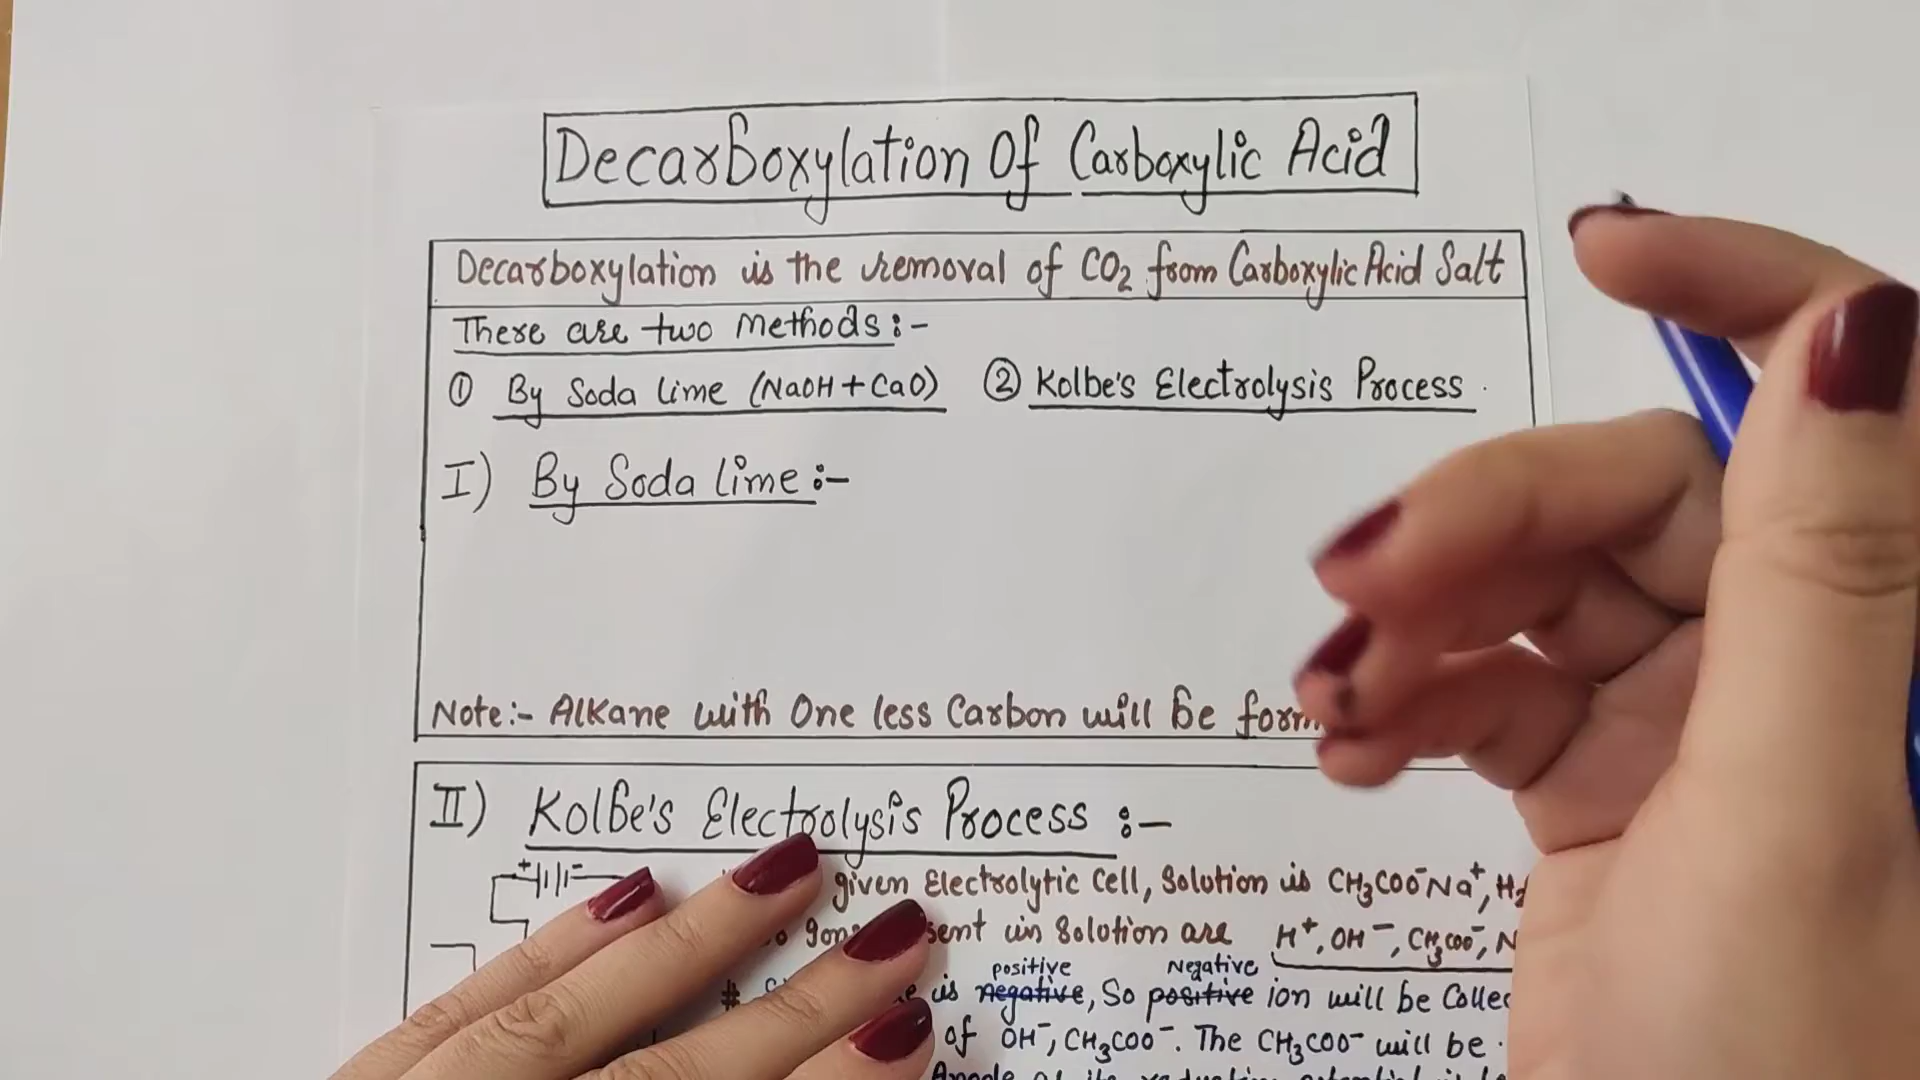 Decarboxylation Of Carboxylic Acid
Decarboxylation is the removal of CO₂ from Carboxylic Acid Salt
There are two Methods:-
① By Soda lime (NaOH + CaO) ② Kolbe's Electrolysis Process.
I) By Soda lime :-
Note:- Alkane with One less Carbon will be
II) Kolbe's Electrolysis Process :-
+ -
given Electrolytic Cell, Solution is CH₃COO⁻Na⁺,
in Solution are H⁺, OH⁻, CH₃COO⁻,
positive Negative
# is negative, So positive ion will be
of OH⁻, CH₃COO⁻. The CH₃COO⁻ will be